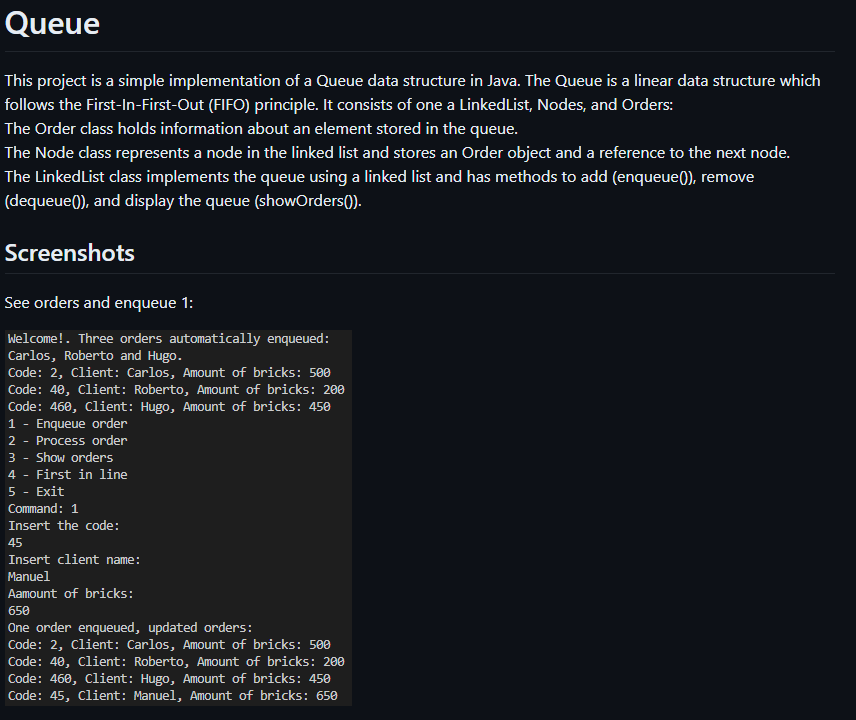 Queue
This project is a simple implementation of a Queue data structure in Java. The Queue is a linear data structure which
follows the First-In-First-Out (FIFO) principle. It consists of one a LinkedList, Nodes, and Orders:
The Order class holds information about an element stored in the queue.
The Node class represents a node in the linked list and stores an Order object and a reference to the next node.
The LinkedList class implements the queue using a linked list and has methods to add (enqueue()), remove
(dequeue()), and display the queue (showOrders()).
Screenshots
See orders and enqueue 1:
Welcome!. Three orders automatically enqueued:
Carlos, Roberto and Hugo.
Code: 2, Client: Carlos, Amount of bricks: 500
Code: 40, Client: Roberto, Amount of bricks: 200
Code: 460, Client: Hugo, Amount of bricks: 450
1 - Enqueue order
2 - Process order
3 - Show orders
4 - First in line
5 - Exit
Command: 1
Insert the code:
45
Insert client name:
Manuel
Aamount of bricks:
650
One order enqueued, updated orders:
Code: 2, Client: Carlos, Amount of bricks: 500
Code: 40, Client: Roberto, Amount of bricks: 200
Code: 460, Client: Hugo, Amount of bricks: 450
Code: 45, Client: Manuel, Amount of bricks: 650